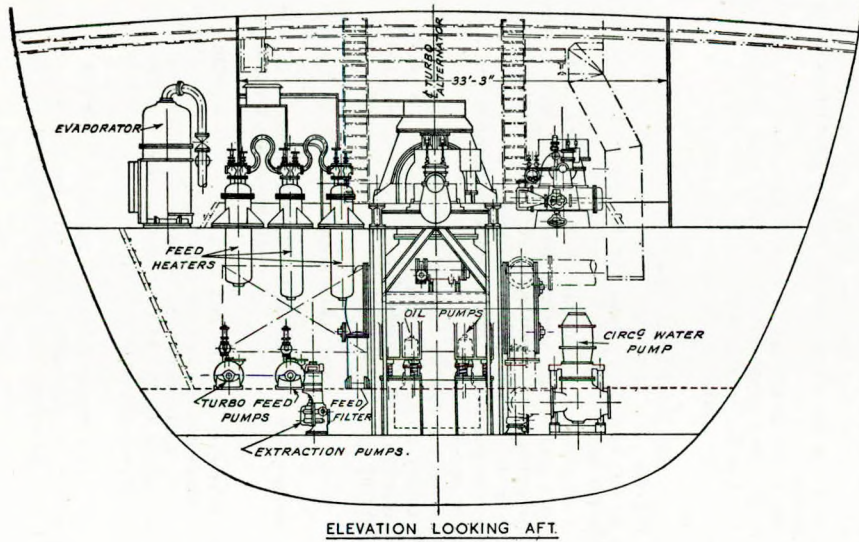 ℄ TURBO
ALTERNATOR
33'-3"
EVAPORATOR
FEED
HEATERS
OIL PUMPS
CIRCG WATER
PUMP
TURBO FEED
PUMPS
FEED
FILTER
EXTRACTION PUMPS.
ELEVATION LOOKING AFT.